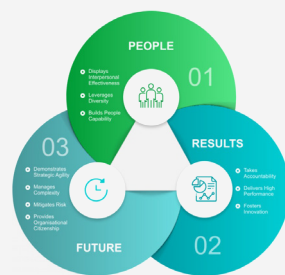 PEOPLE
01
Displays
Interpersonal
Effectiveness
Leverages
Diversity
Builds People
Capability
RESULTS
Takes
Accountability
Delivers High
Performance
Fosters
Innovation
02
03
Demonstrates
Strategic Agility
Manages
Complexity
Mitigates Risk
Provides
Organisational
Citizenship
FUTURE